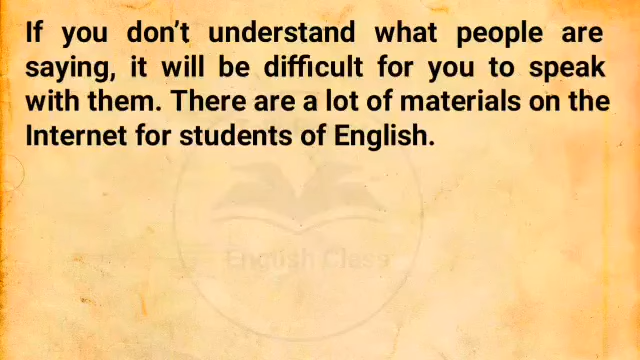 If you don’t understand what people are
saying, it will be difficult for you to speak
with them. There are a lot of materials on the
Internet for students of English.
English Class